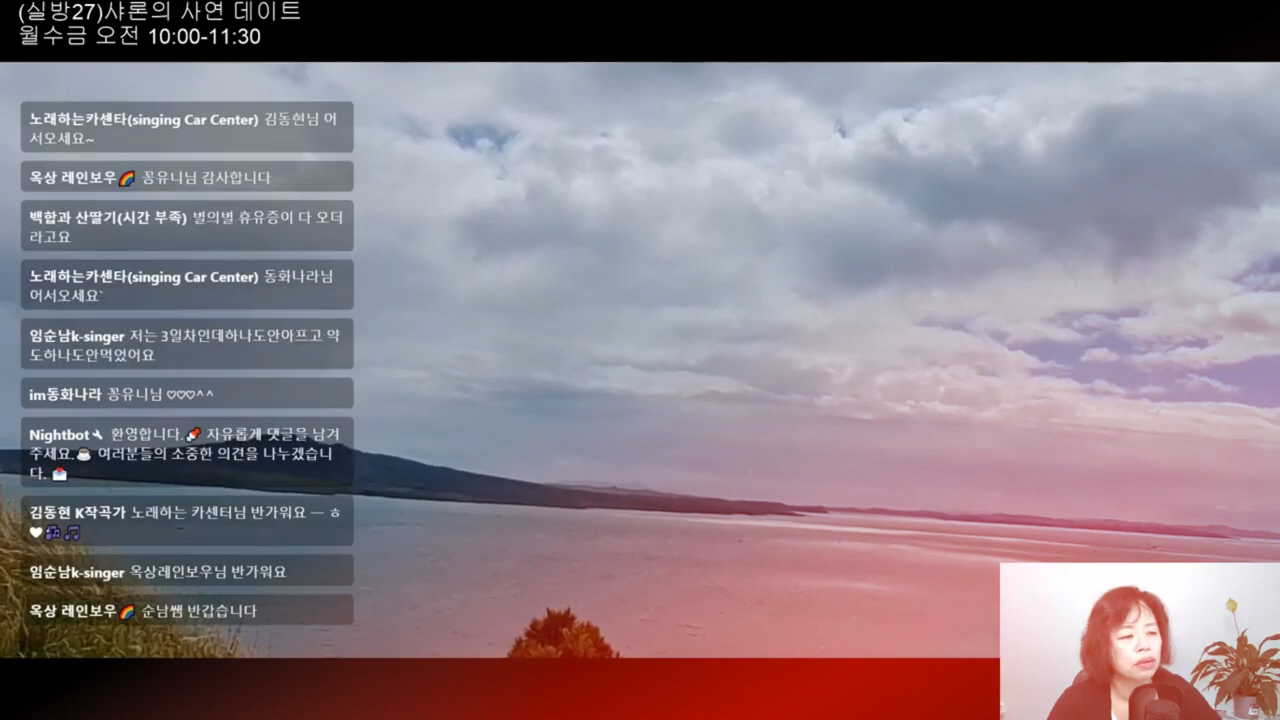 (실방27)샤론의 사연 데이트
월수금 오전 10:00-11:30
노래하는카센타(singing Car Center) 김동현님 어
서오세요~
옥상 레인보우🌈 꽁유니님 감사합니다
백합과 산딸기(시간 부족) 별의별 휴유증이 다 오더
라고요
노래하는카센타(singing Car Center) 동화나라님
어서오세요`
임순남k-singer 저는 3일차인데하나도안아프고 약
도하나도안먹었어요
im동화나라 꽁유니님 ♡♡♡^^
Nightbot 환영합니다. 자유롭게 댓글을 남겨
주세요.☕ 여러분들의 소중한 의견을 나누겠습니
다. 💌
김동현 K작곡가 노래하는 카센터님 반가워요 ㅡ ㅎ
🤍🎶🎵
임순남k-singer 옥상레인보우님 반가워요
옥상 레인보우🌈 순남쌤 반갑습니다